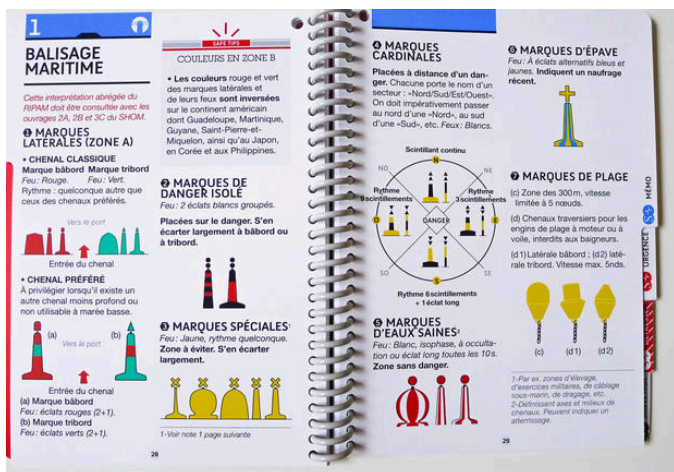 1
BALISAGE
MARITIME
Cette interprétation abrégée du
RIPAM doit être consultée avec les
ouvrages 2A, 2B et 3C du SHOM.
1 MARQUES
LATÉRALES (ZONE A)
• CHENAL CLASSIQUE
Marque bâbord Marque tribord
Feu : Rouge. Feu : Vert.
Rythme : quelconque autre que
ceux des chenaux préférés.
Vers le port
Entrée du chenal
• CHENAL PRÉFÉRÉ
À privilégier lorsqu'il existe un
autre chenal moins profond ou
non utilisable à marée basse.
(a) Vers le port (b)
Entrée du chenal
(a) Marque bâbord
Feu : éclats rouges (2+1).
(b) Marque tribord
Feu : éclats verts (2+1).
SAFE TIPS
COULEURS EN ZONE B
• Les couleurs rouge et vert
des marques latérales et
de leurs feux sont inversées
sur le continent américain
dont Guadeloupe, Martinique,
Guyane, Saint-Pierre-et-
Miquelon, ainsi qu'au Japon,
en Corée et aux Philippines.
2 MARQUES DE
DANGER ISOLÉ
Feu : 2 éclats blancs groupés.
Placées sur le danger. S'en
écarter largement à bâbord ou
à tribord.
3 MARQUES SPÉCIALES¹
Feu : Jaune, rythme quelconque.
Zone à éviter. S'en écarter
largement.
1-Voir note 1 page suivante
28
4 MARQUES
CARDINALES
Placées à distance d'un dan-
ger. Chacune porte le nom d'un
secteur : «Nord/Sud/Est/Ouest».
On doit impérativement passer
au nord d'une «Nord», au sud
d'une «Sud», etc. Feux : Blancs.
Scintillant continu
N
NO NE
Rythme
9 scintillements
Rythme
3 scintillements
O DANGER E
SO SE
S
Rythme 6 scintillements
+ 1 éclat long
5 MARQUES
D'EAUX SAINES²
Feu : Blanc, isophase, à occulta-
tion ou éclat long toutes les 10 s.
Zone sans danger.
6 MARQUES D'ÉPAVE
Feu : À éclats alternatifs bleus et
jaunes. Indiquent un naufrage
récent.
7 MARQUES DE PLAGE
(c) Zone des 300 m, vitesse
limitée à 5 nœuds.
(d) Chenaux traversiers pour les
engins de plage à moteur ou à
voile, interdits aux baigneurs.
(d1) Latérale bâbord ; (d2) laté-
rale tribord. Vitesse max. 5nds.
(c) (d1) (d2)
1-Par ex. zones d'élevage,
d'exercices militaires, de câblage
sous-marin, de dragage, etc.
2-Définissent axes et milieux de
chenaux. Peuvent indiquer un
atterrissage.
29
MÉMO
URGENCE